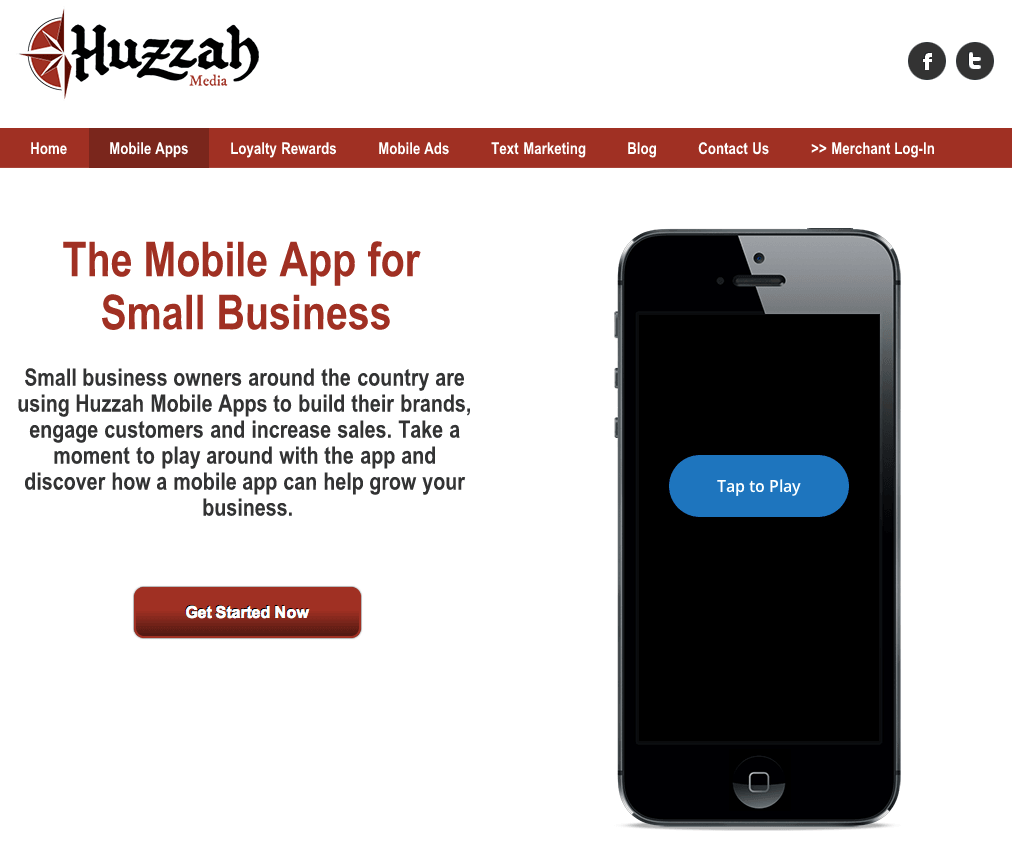 Huzzah
Media
f
t
Home
Mobile Apps
Loyalty Rewards
Mobile Ads
Text Marketing
Blog
Contact Us
>> Merchant Log-In
The Mobile App for
Small Business
Small business owners around the country are
using Huzzah Mobile Apps to build their brands,
engage customers and increase sales. Take a
moment to play around with the app and
discover how a mobile app can help grow your
business.
Get Started Now
Tap to Play